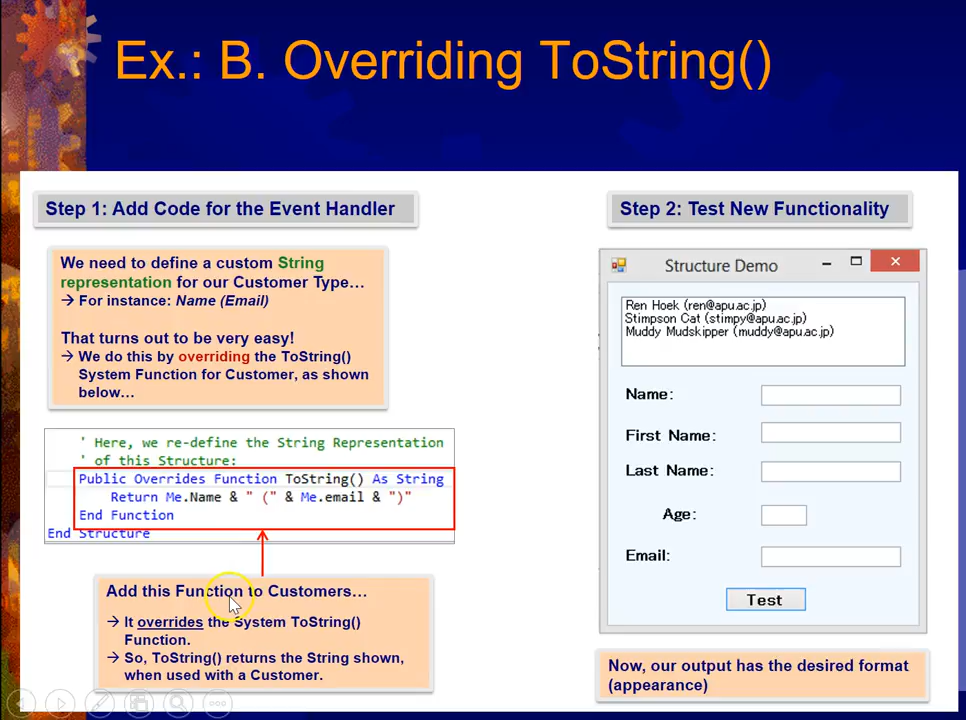 Ex.: B. Overriding ToString()
Step 1: Add Code for the Event Handler
We need to define a custom String
representation for our Customer Type…
→ For instance: Name (Email)
That turns out to be very easy!
→ We do this by overriding the ToString()
System Function for Customer, as shown
below…
' Here, we re-define the String Representation
' of this Structure:
Public Overrides Function ToString() As String
Return Me.Name & " (" & Me.email & ")"
End Function
End Structure
Add this Function to Customers…
→ It overrides the System ToString()
Function.
→ So, ToString() returns the String shown,
when used with a Customer.
Step 2: Test New Functionality
Structure Demo
Ren Hoek (ren@apu.ac.jp)
Stimpson Cat (stimpy@apu.ac.jp)
Muddy Mudskipper (muddy@apu.ac.jp)
Name:
First Name:
Last Name:
Age:
Email:
Test
Now, our output has the desired format
(appearance)